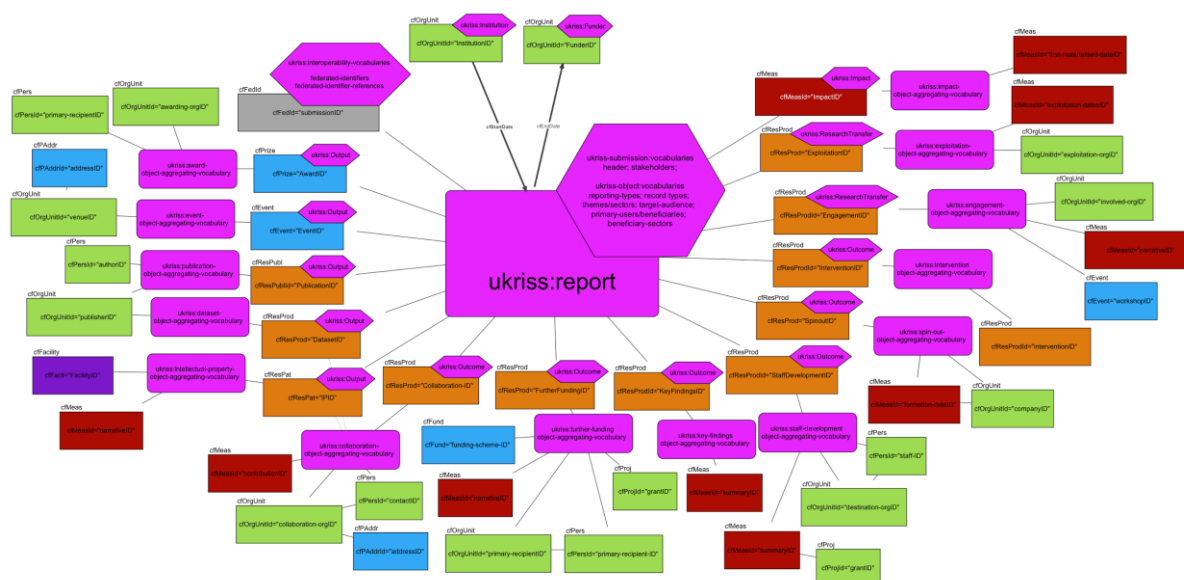 cfOrgUnit
ukriss:Institution
cfOrgUnitId="InstitutionID"
cfOrgUnit
ukriss:Funder
cfOrgUnitId="FunderID"
cfStartDate
cfEndDate
ukriss:interoperability-vocabularies
federated-identifiers
federated-identifier-references
cfFedId
cfFedId="submissionID"
cfPers
cfPersId="primary-recipientID"
cfOrgUnit
cfOrgUnitId="awarding-orgID"
ukriss:award-
object-aggregating-vocabulary
cfPrize
ukriss:Output
cfPrize="AwardID"
cfPAddr
cfPAddrid="addressID"
cfOrgUnit
cfOrgUnitId="venueID"
ukriss:event-
object-aggregating-vocabulary
cfEvent
ukriss:Output
cfEvent="EventID"
cfPers
cfPersId="authorID"
ukriss:publication-
object-aggregating-vocabulary
cfResPubl
ukriss:Output
cfResPublId="PublicationID"
cfOrgUnit
cfOrgUnitId="publisherID"
ukriss:dataset-
object-aggregating-vocabulary
cfResProd
ukriss:Output
cfResProd="DatasetID"
cfFacility
cfFacil="FacilityID"
ukriss:intellectual-property-
object-aggregating-vocabulary
cfResPat
ukriss:Output
cfResPat="IPID"
cfMeas
cfMeasId="narrativeID"
ukriss-submission:vocabularies
header; stakeholders;
ukriss-object:vocabularies
reporting-types; record types;
themes/sectors; target-audience;
primary-users/beneficiaries;
beneficiary-sectors
ukriss:report
cfMeas
ukriss:Impact
cfMeasId="ImpactID"
ukriss:impact-
object-aggregating-vocabulary
cfMeas
cfMeasId="first-materialised-dateID"
cfMeas
cfMeasId="exploitation-datesID"
cfResProd
ukriss:ResearchTransfer
cfResProd="ExploitationID"
ukriss:exploitation-
object-aggregating-vocabulary
cfOrgUnit
cfOrgUnitId="exploitation-orgID"
cfResProd
ukriss:ResearchTransfer
cfResProdId="EngagementID"
ukriss:engagement-
object-aggregating-vocabulary
cfOrgUnit
cfOrgUnitId="involved-orgID"
cfMeas
cfMeasId="narrativeID"
cfEvent
cfEvent="workshopID"
cfResProd
ukriss:Outcome
cfResProdId="InterventionID"
ukriss:intervention
object-aggregating-vocabulary
cfResProd
cfResProdId="interventionID"
cfResProd
ukriss:Outcome
cfResProd="SpinoutID"
ukriss:spin-out-
object-aggregating-vocabulary
cfMeas
cfMeasId="formation-dateID"
cfOrgUnit
cfOrgUnitId="companyID"
cfResProd
ukriss:Outcome
cfResProdId="StaffDevelopmentID"
ukriss:staff-development
object-aggregating-vocabulary
cfPers
cfPersId="staff-ID"
cfOrgUnit
cfOrgUnitId="destination-orgID"
cfMeas
cfMeasId="summaryID"
cfProj
cfProjId="grantID"
cfResProd
ukriss:Outcome
cfResProdId="KeyFindingsID"
ukriss:key-findings
object-aggregating-vocabulary
cfMeas
cfMeasId="summaryID"
cfResProd
ukriss:Outcome
cfResProd="FurtherFundingID"
ukriss:further-funding
object-aggregating-vocabulary
cfFund
cfFund="funding-scheme-ID"
cfMeas
cfMeasId="narrativeID"
cfProj
cfProjId="grantID"
cfOrgUnit
cfOrgUnitId="primary-recipientID"
cfPers
cfPersId="primary-recipient-ID"
cfResProd
ukriss:Outcome
cfResProd="Collaboration-ID"
ukriss:collaboration-
object-aggregating-vocabulary
cfMeas
cfMeasId="contributionID"
cfPers
cfPersId="contactID"
cfOrgUnit
cfOrgUnitId="collaboration-orgID"
cfPAddr
cfPAddrId="addressID"